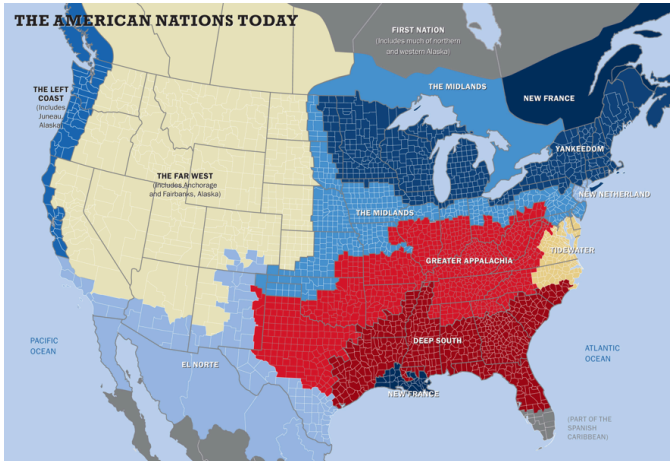 THE AMERICAN NATIONS TODAY
FIRST NATION
(Includes much of northern
and western Alaska)
THE LEFT
COAST
(Includes
Juneau,
Alaska)
THE MIDLANDS
NEW FRANCE
YANKEEDOM
THE FAR WEST
(Includes Anchorage
and Fairbanks, Alaska)
NEW NETHERLAND
THE MIDLANDS
TIDEWATER
GREATER APPALACHIA
DEEP SOUTH
PACIFIC
OCEAN
ATLANTIC
OCEAN
EL NORTE
NEW FRANCE
(PART OF THE
SPANISH
CARIBBEAN)